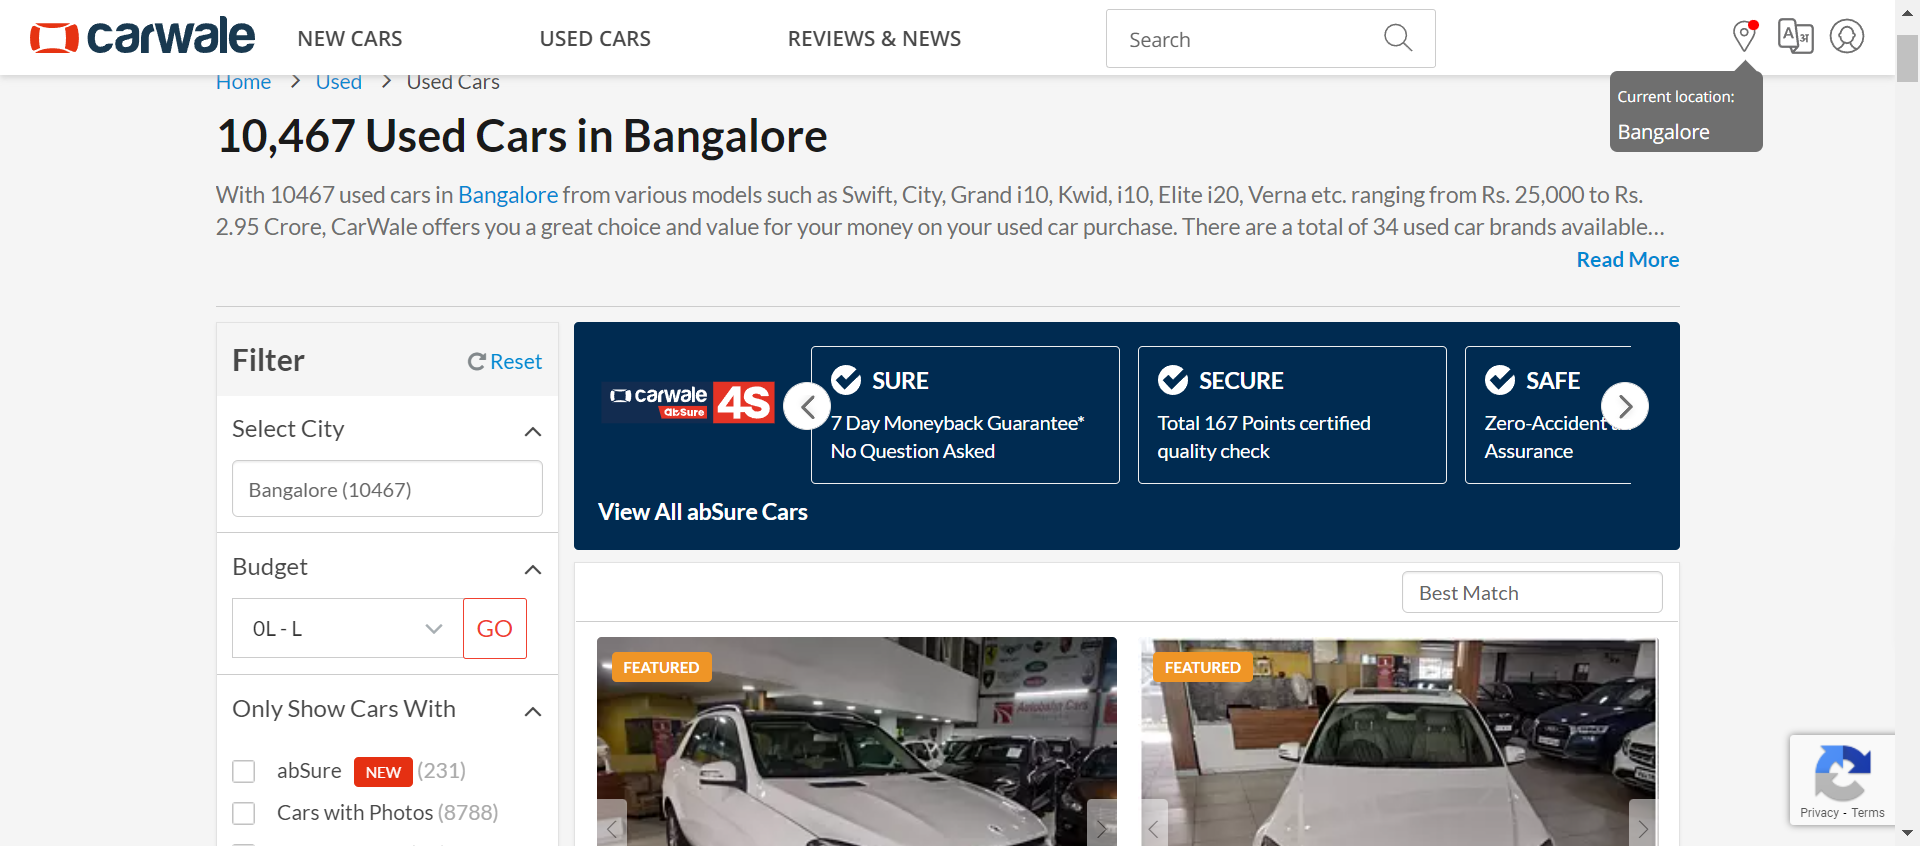 carwale
NEW CARS
USED CARS
REVIEWS & NEWS
Search
Current location:
Bangalore
Home > Used > Used Cars
10,467 Used Cars in Bangalore
With 10467 used cars in Bangalore from various models such as Swift, City, Grand i10, Kwid, i10, Elite i20, Verna etc. ranging from Rs. 25,000 to Rs.
2.95 Crore, CarWale offers you a great choice and value for your money on your used car purchase. There are a total of 34 used car brands available...
Read More
Filter
Reset
Select City
Bangalore (10467)
Budget
0L - L
GO
Only Show Cars With
abSure NEW (231)
Cars with Photos (8788)
carwale
abSure
4S
SURE
7 Day Moneyback Guarantee*
No Question Asked
SECURE
Total 167 Points certified
quality check
SAFE
Zero-Accident
Assurance
View All abSure Cars
Best Match
FEATURED
Autobahn Cars
FEATURED
Privacy - Terms